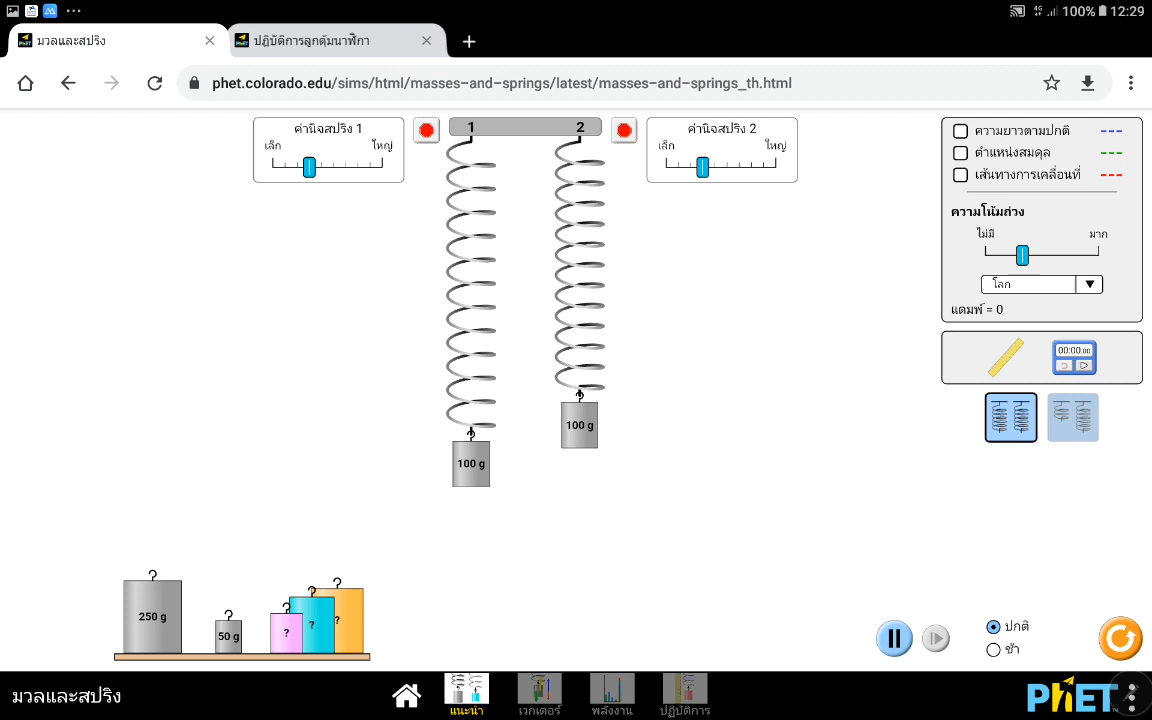 4G 100% 12:29
มวลและสปริง
ปฏิบัติการลูกตุ้มนาฬิกา
phet.colorado.edu/sims/html/masses-and-springs/latest/masses-and-springs_th.html
ค่านิจสปริง 1
เล็ก ใหญ่
1 2
ค่านิจสปริง 2
เล็ก ใหญ่
ความยาวตามปกติ
ตำแหน่งสมดุล
เส้นทางการเคลื่อนที่
ความโน้มถ่วง
ไม่มี มาก
โลก
แดมพ์ = 0
00:00.00
100 g
100 g
250 g
50 g
?
?
?
ปกติ
ช้า
มวลและสปริง
แนะนำ
เวกเตอร์
พลังงาน
ปฏิบัติการ
PhET